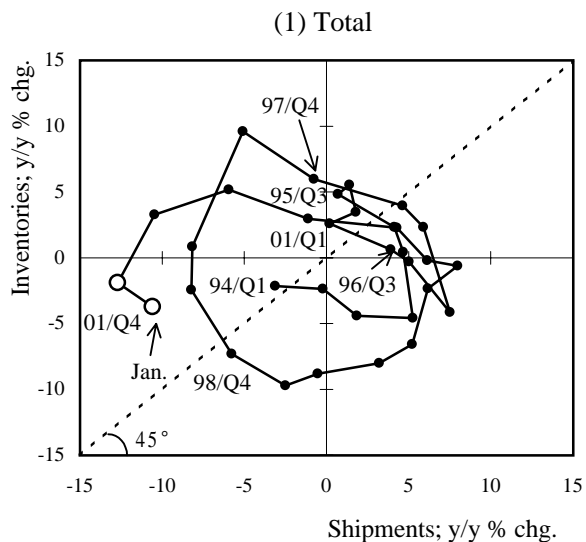 (1) Total
Inventories; y/y % chg.
15
10
5
0
-5
-10
-15
97/Q4
95/Q3
01/Q1
96/Q3
94/Q1
01/Q4
Jan.
98/Q4
45°
-15
-10
-5
0
5
10
15
Shipments; y/y % chg.